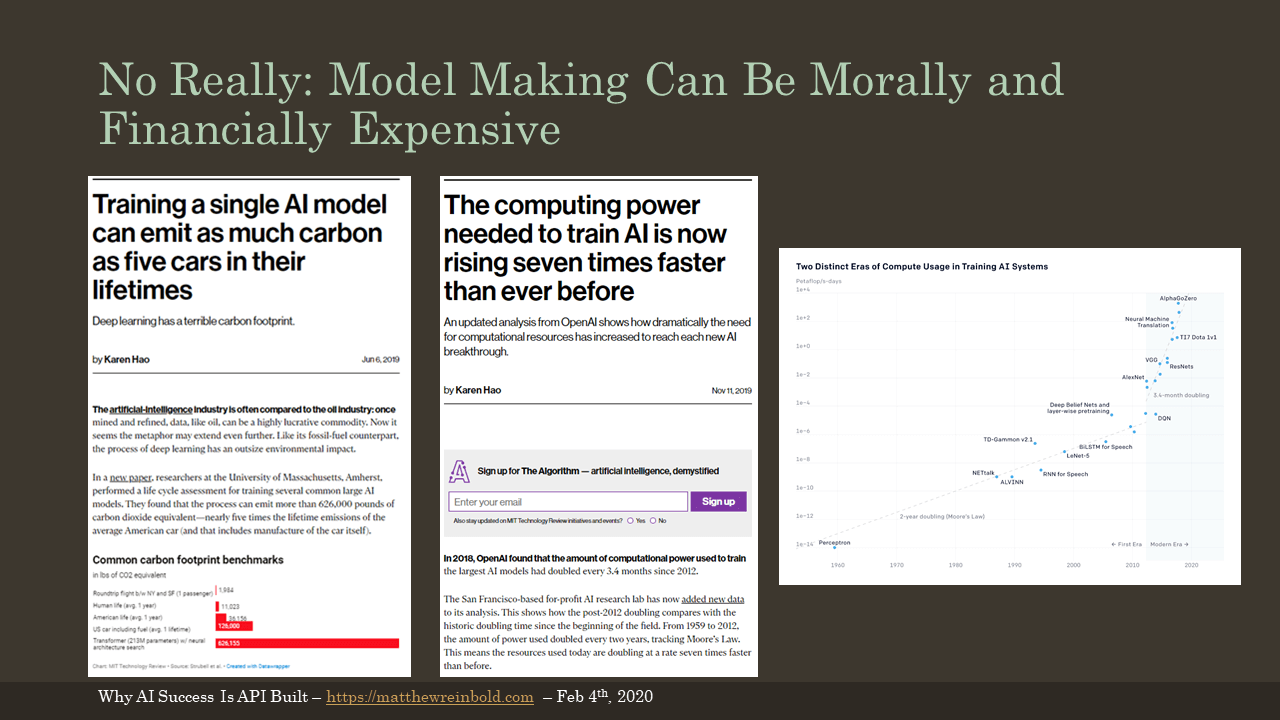 No Really: Model Making Can Be Morally and
Financially Expensive
Training a single AI model
can emit as much carbon
as five cars in their
lifetimes
Deep learning has a terrible carbon footprint.
by Karen Hao
Jun 6, 2019
The artificial-intelligence industry is often compared to the oil industry: once
mined and refined, data, like oil, can be a highly lucrative commodity. Now it
seems the metaphor may extend even further. Like its fossil-fuel counterpart,
the process of deep learning has an outsize environmental impact.
In a new paper, researchers at the University of Massachusetts, Amherst,
performed a life cycle assessment for training several common large AI
models. They found that the process can emit more than 626,000 pounds of
carbon dioxide equivalent—nearly five times the lifetime emissions of the
average American car (and that includes manufacture of the car itself).
Common carbon footprint benchmarks
in lbs of CO2 equivalent
Roundtrip flight b/w NY and SF (1 passenger)
1,984
Human life (avg. 1 year)
11,023
American life (avg. 1 year)
36,156
US car including fuel (avg. 1 lifetime)
126,000
Transformer (213M parameters) w/ neural
architecture search
626,155
Chart: MIT Technology Review • Source: Strubell et al. • Created with Datawrapper
The computing power
needed to train AI is now
rising seven times faster
than ever before
An updated analysis from OpenAI shows how dramatically the need
for computational resources has increased to reach each new AI
breakthrough.
by Karen Hao
Nov 11, 2019
Sign up for The Algorithm — artificial intelligence, demystified
Enter your email
Sign up
Also stay updated on MIT Technology Review initiatives and events?
Yes
No
In 2018, OpenAI found that the amount of computational power used to train
the largest AI models had doubled every 3.4 months since 2012.
The San Francisco-based for-profit AI research lab has now added new data
to its analysis. This shows how the post-2012 doubling compares with the
historic doubling time since the beginning of the field. From 1959 to 2012,
the amount of power used doubled every two years, tracking Moore's Law.
This means the resources used today are doubling at a rate seven times faster
than before.
Two Distinct Eras of Compute Usage in Training AI Systems
Petaflop/s-days
1e+4
AlphaGoZero
1e+2
Neural Machine
Translation
TI7 Dota 1v1
1e+0
VGG
ResNets
1e-2
AlexNet
3.4-month doubling
1e-4
Deep Belief Nets and
layer-wise pretraining
DQN
1e-6
TD-Gammon v2.1
BiLSTM for Speech
LeNet-5
1e-8
NETtalk
RNN for Speech
ALVINN
1e-10
1e-12
2-year doubling (Moore's Law)
1e-14
Perceptron
← First Era
Modern Era →
1960
1970
1980
1990
2000
2010
2020
Why AI Success Is API Built – https://matthewreinbold.com – Feb 4th, 2020